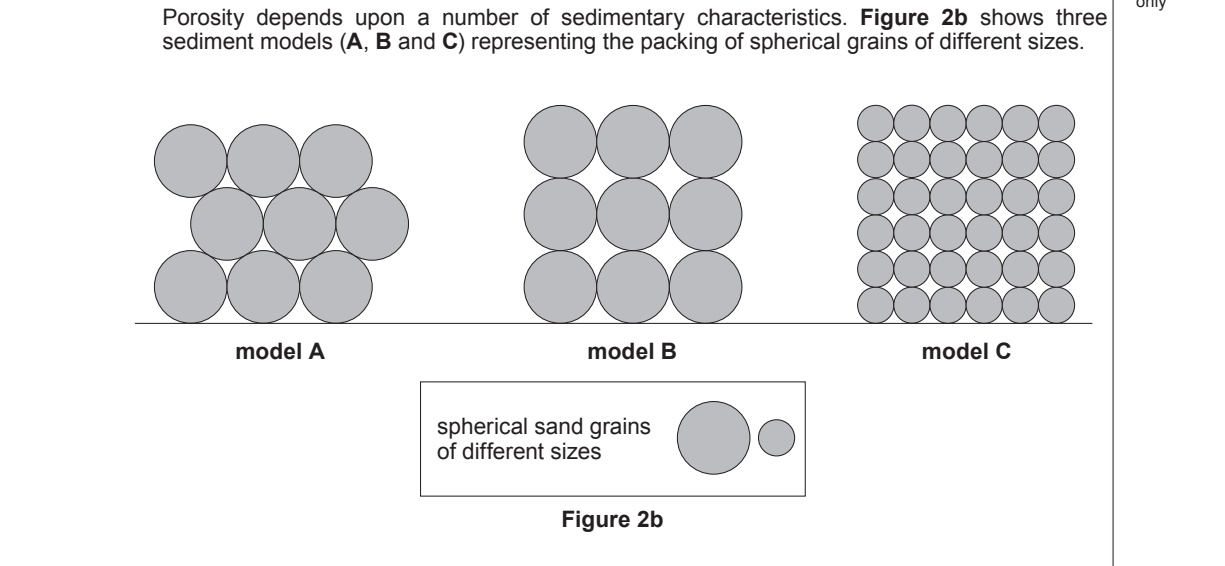 only
Porosity depends upon a number of sedimentary characteristics. Figure 2b shows three
sediment models (A, B and C) representing the packing of spherical grains of different sizes.
model A
model B
model C
spherical sand grains
of different sizes
Figure 2b